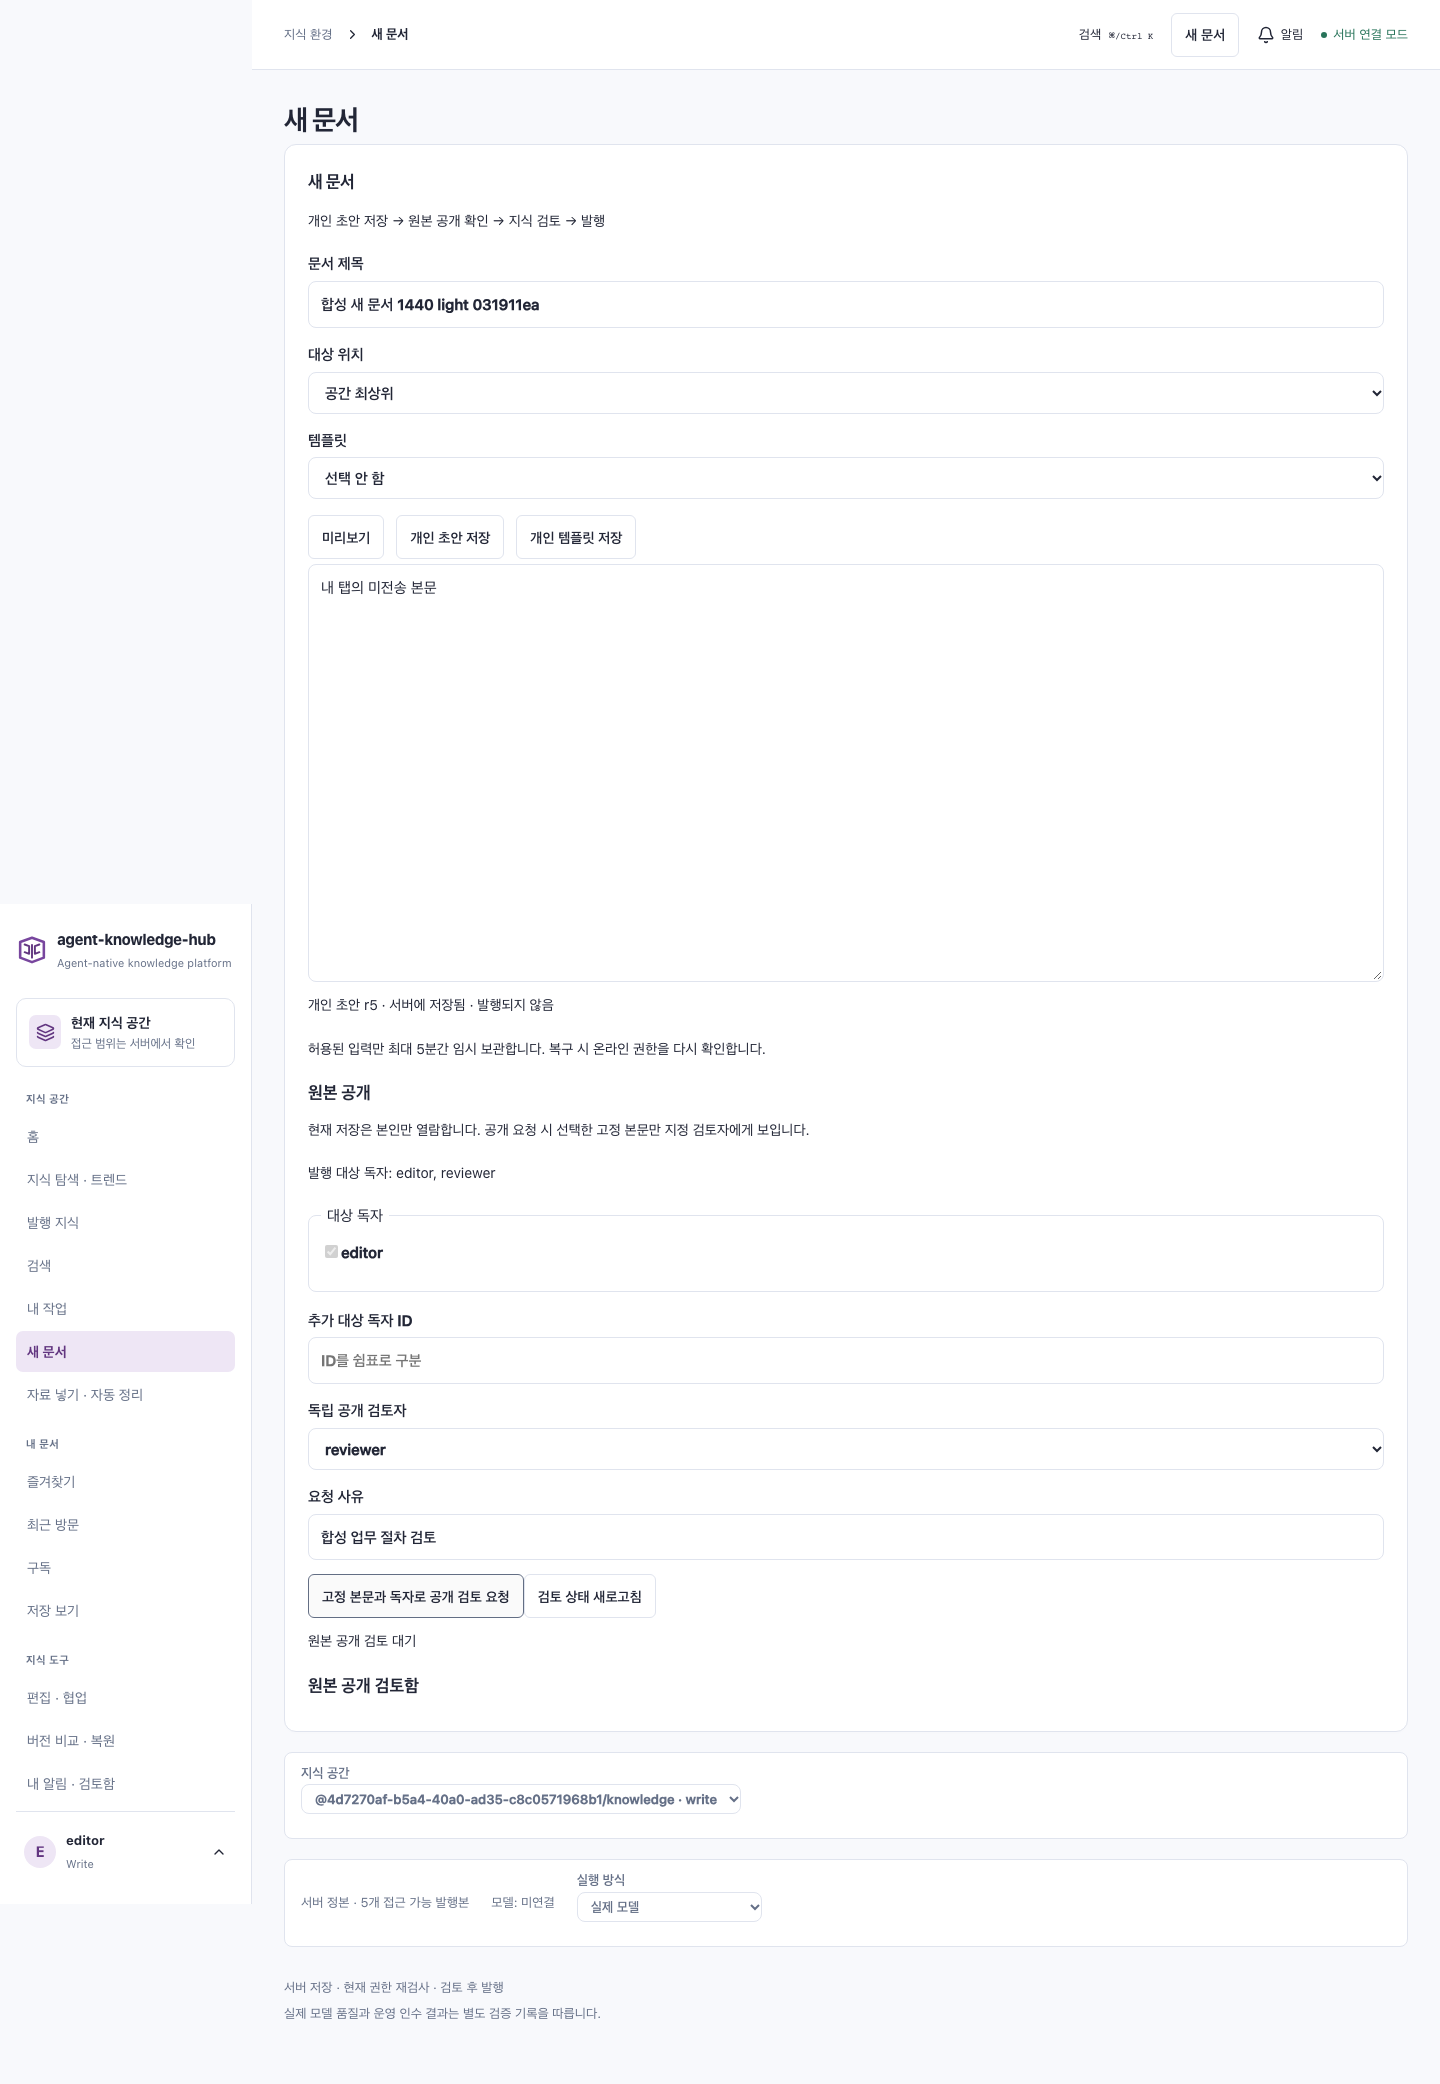 지식 환경 > 새 문서
검색 ⌘/Ctrl K
새 문서
알림
서버 연결 모드
새 문서
새 문서
개인 초안 저장 → 원본 공개 확인 → 지식 검토 → 발행
문서 제목
합성 새 문서 1440 light 031911ea
대상 위치
공간 최상위
템플릿
선택 안 함
미리보기
개인 초안 저장
개인 템플릿 저장
내 탭의 미전송 본문
개인 초안 r5 · 서버에 저장됨 · 발행되지 않음
허용된 입력만 최대 5분간 임시 보관합니다. 복구 시 온라인 권한을 다시 확인합니다.
원본 공개
현재 저장은 본인만 열람합니다. 공개 요청 시 선택한 고정 본문만 지정 검토자에게 보입니다.
발행 대상 독자: editor, reviewer
대상 독자
editor
추가 대상 독자 ID
ID를 쉼표로 구분
독립 공개 검토자
reviewer
요청 사유
합성 업무 절차 검토
고정 본문과 독자로 공개 검토 요청
검토 상태 새로고침
원본 공개 검토 대기
원본 공개 검토함
지식 공간
@4d7270af-b5a4-40a0-ad35-c8c0571968b1/knowledge · write
서버 정본 · 5개 접근 가능 발행본
모델: 미연결
실행 방식
실제 모델
서버 저장 · 현재 권한 재검사 · 검토 후 발행
실제 모델 품질과 운영 인수 결과는 별도 검증 기록을 따릅니다.
agent-knowledge-hub
Agent-native knowledge platform
현재 지식 공간
접근 범위는 서버에서 확인
지식 공간
홈
지식 탐색 · 트렌드
발행 지식
검색
내 작업
새 문서
자료 넣기 · 자동 정리
내 문서
즐겨찾기
최근 방문
구독
저장 보기
지식 도구
편집 · 협업
버전 비교 · 복원
내 알림 · 검토함
E
editor
Write